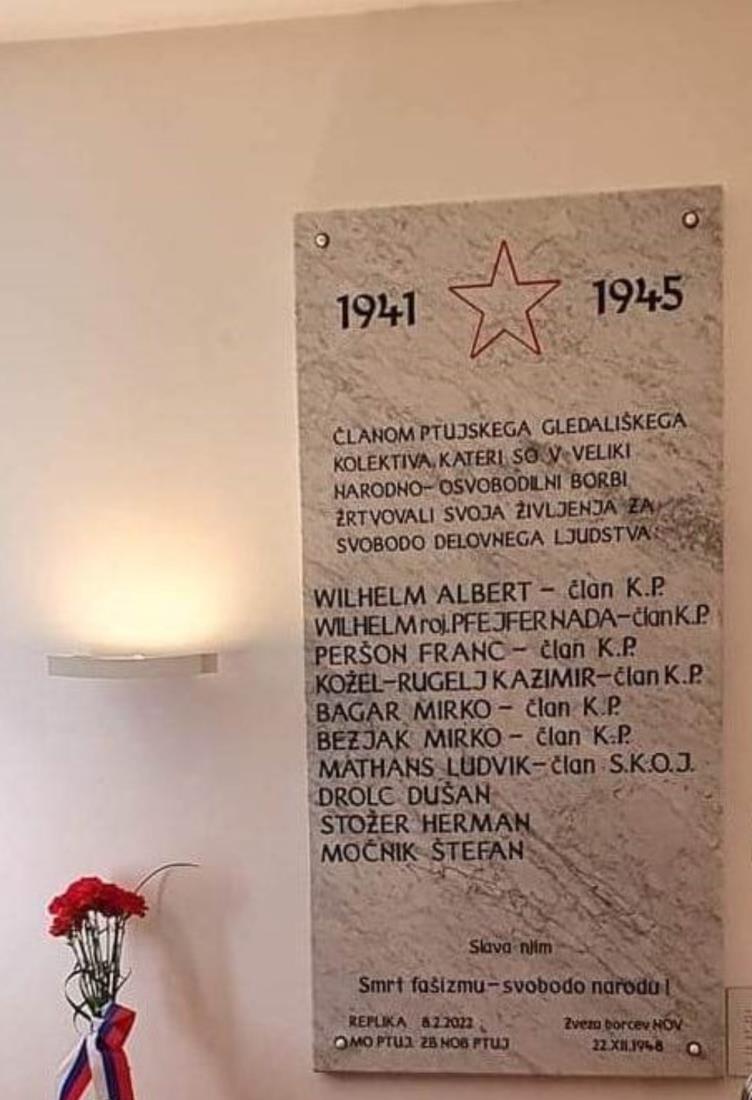 1941 1945
ČLANOM PTUJSKEGA GLEDALIŠKEGA
KOLEKTIVA, KATERI SO V VELIKI
NARODNO-OSVOBODILNI BORBI
ŽRTVOVALI SVOJA ŽIVLJENJA ZA
SVOBODO DELOVNEGA LJUDSTVA:
WILHELM ALBERT - član K.P.
WILHELM roj. PFEJFER NADA - član K.P.
PERŠON FRANC - član K.P.
KOŽEL-RUGELJ KAZIMIR - član K.P.
BAGAR MIRKO - član K.P.
BEZJAK MIRKO - član K.P.
MATHANS LUDVIK - član S.K.O.J.
DROLC DUŠAN
STOŽER HERMAN
MOČNIK ŠTEFAN
Slava njim
Smrt fašizmu - svobodo narodu!
REPLIKA 8.2.2022 Zveza borcev NOV
MO PTUJ. ZB NOB PTUJ 22.XII.1948